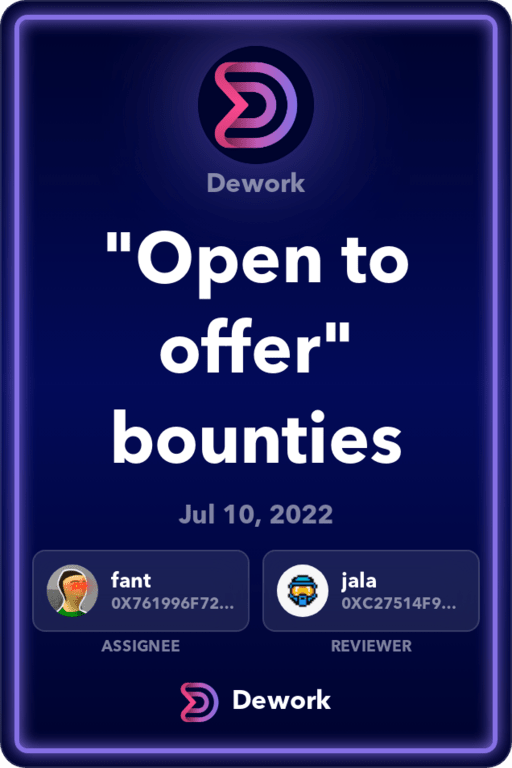 Dework
"Open to
offer"
bounties
Jul 10, 2022
fant
0X761996F72...
ASSIGNEE
jala
0XC27514F9...
REVIEWER
Dework